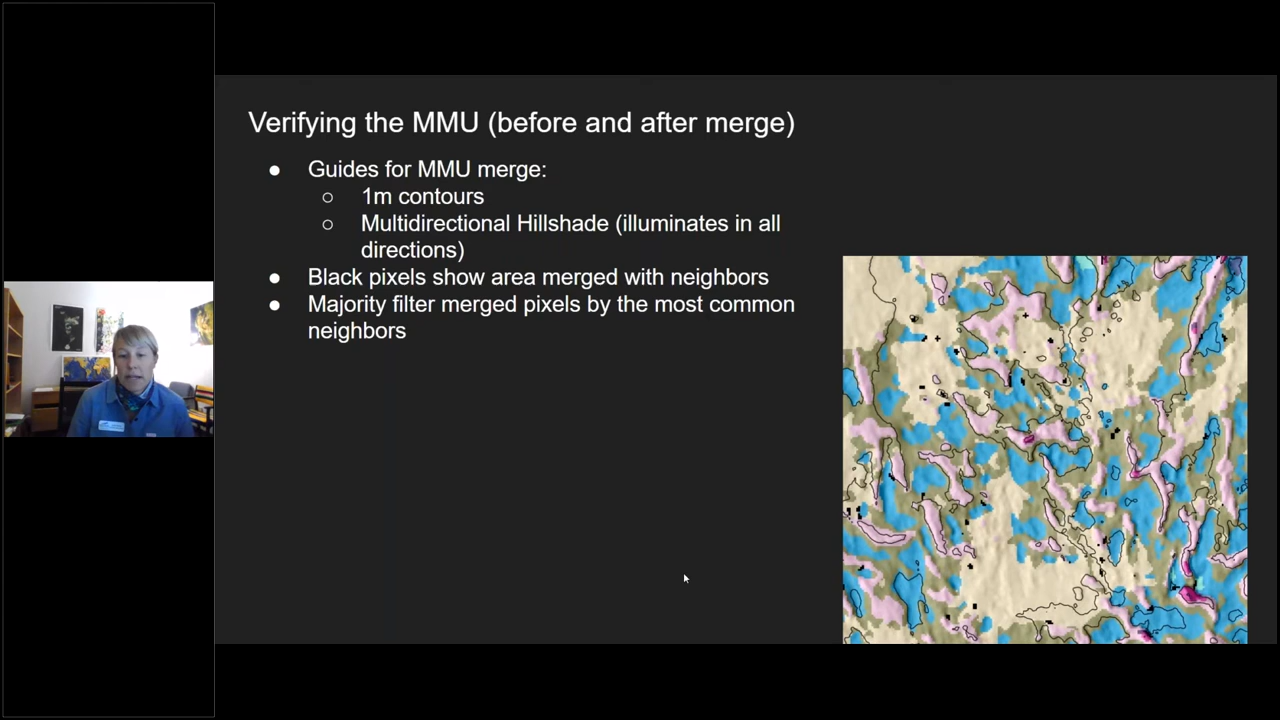 Verifying the MMU (before and after merge)
● Guides for MMU merge:
○ 1m contours
○ Multidirectional Hillshade (illuminates in all
directions)
● Black pixels show area merged with neighbors
● Majority filter merged pixels by the most common
neighbors